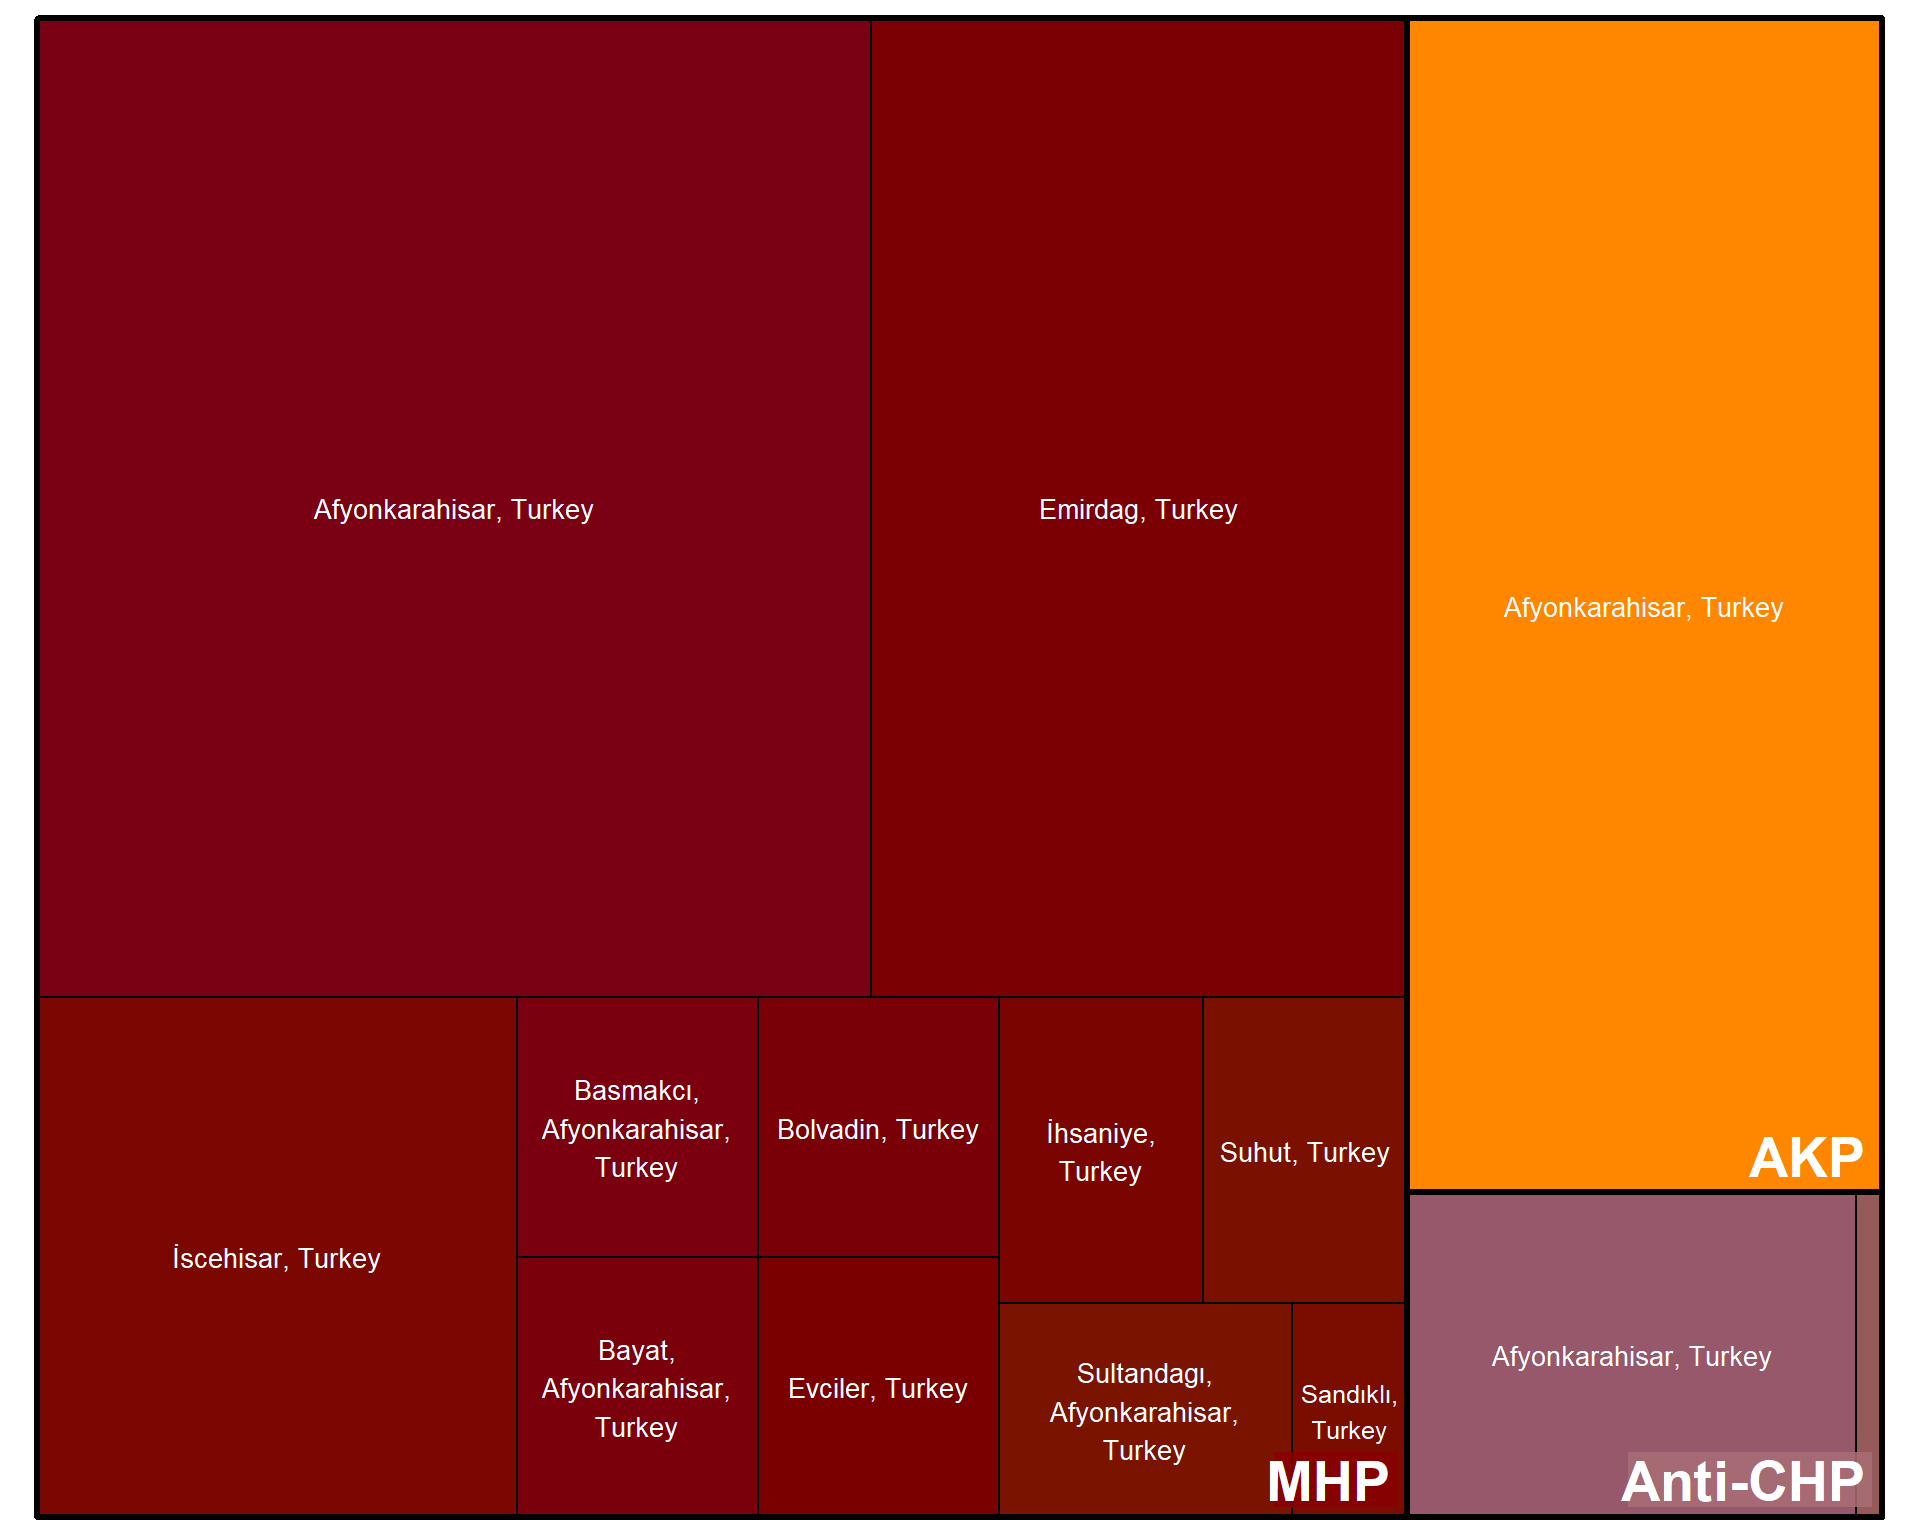 Afyonkarahisar, Turkey
Emirdag, Turkey
Afyonkarahisar, Turkey
AKP
İscehisar, Turkey
Basmakcı,
Afyonkarahisar,
Turkey
Bolvadin, Turkey
İhsaniye,
Turkey
Suhut, Turkey
Bayat,
Afyonkarahisar,
Turkey
Evciler, Turkey
Sultandagı,
Afyonkarahisar,
Turkey
Sandıklı,
Turkey
MHP
Afyonkarahisar, Turkey
Anti-CHP